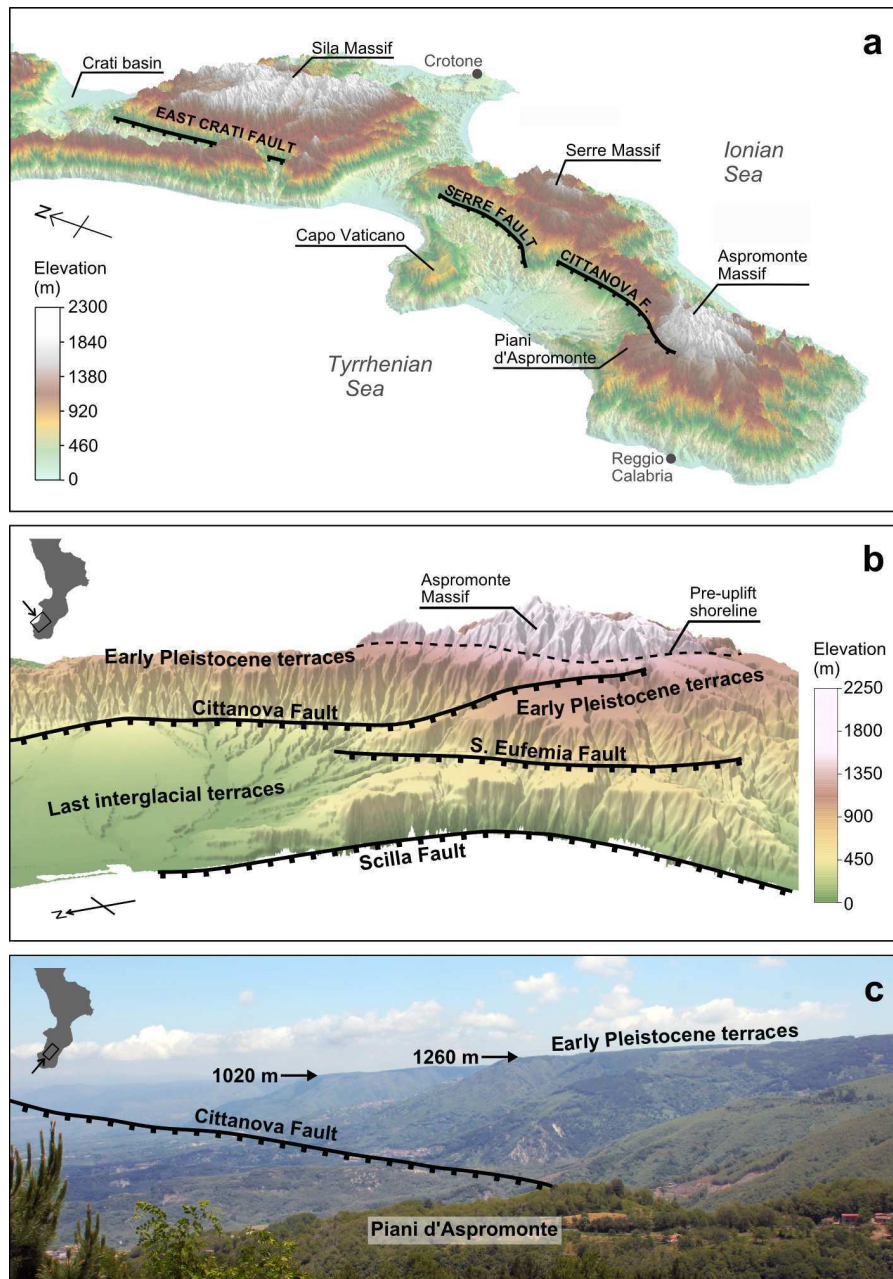 a
Crati basin
Sila Massif
Crotone
EAST CRATI FAULT
Serre Massif
Ionian
Sea
N
SERRE FAULT
Capo Vaticano
CITTANOVA F.
Aspromonte
Massif
Elevation
(m)
2300
1840
1380
920
460
0
Piani
d'Aspromonte
Tyrrhenian
Sea
Reggio
Calabria
b
Aspromonte
Massif
Pre-uplift
shoreline
Early Pleistocene terraces
Early Pleistocene terraces
Cittanova Fault
S. Eufemia Fault
Last interglacial terraces
Scilla Fault
N
Elevation
(m)
2250
1800
1350
900
450
0
c
Early Pleistocene terraces
1260 m
1020 m
Cittanova Fault
Piani d'Aspromonte